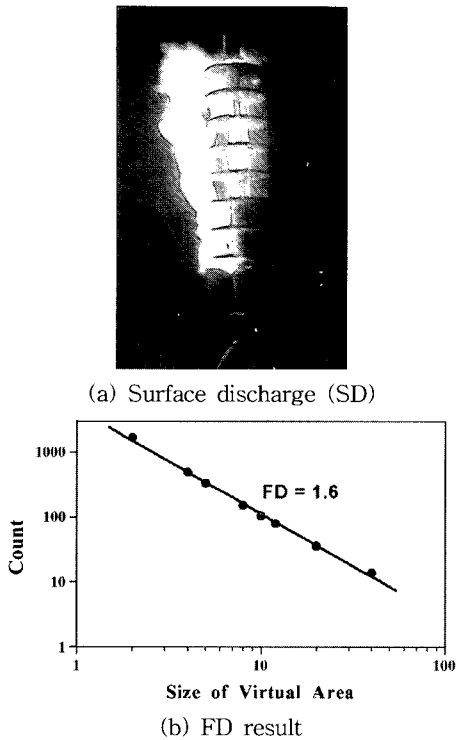 (a) Surface discharge (SD)
1000
FD = 1.6
100
Count
10
1
1
10
100
Size of Virtual Area
(b) FD result